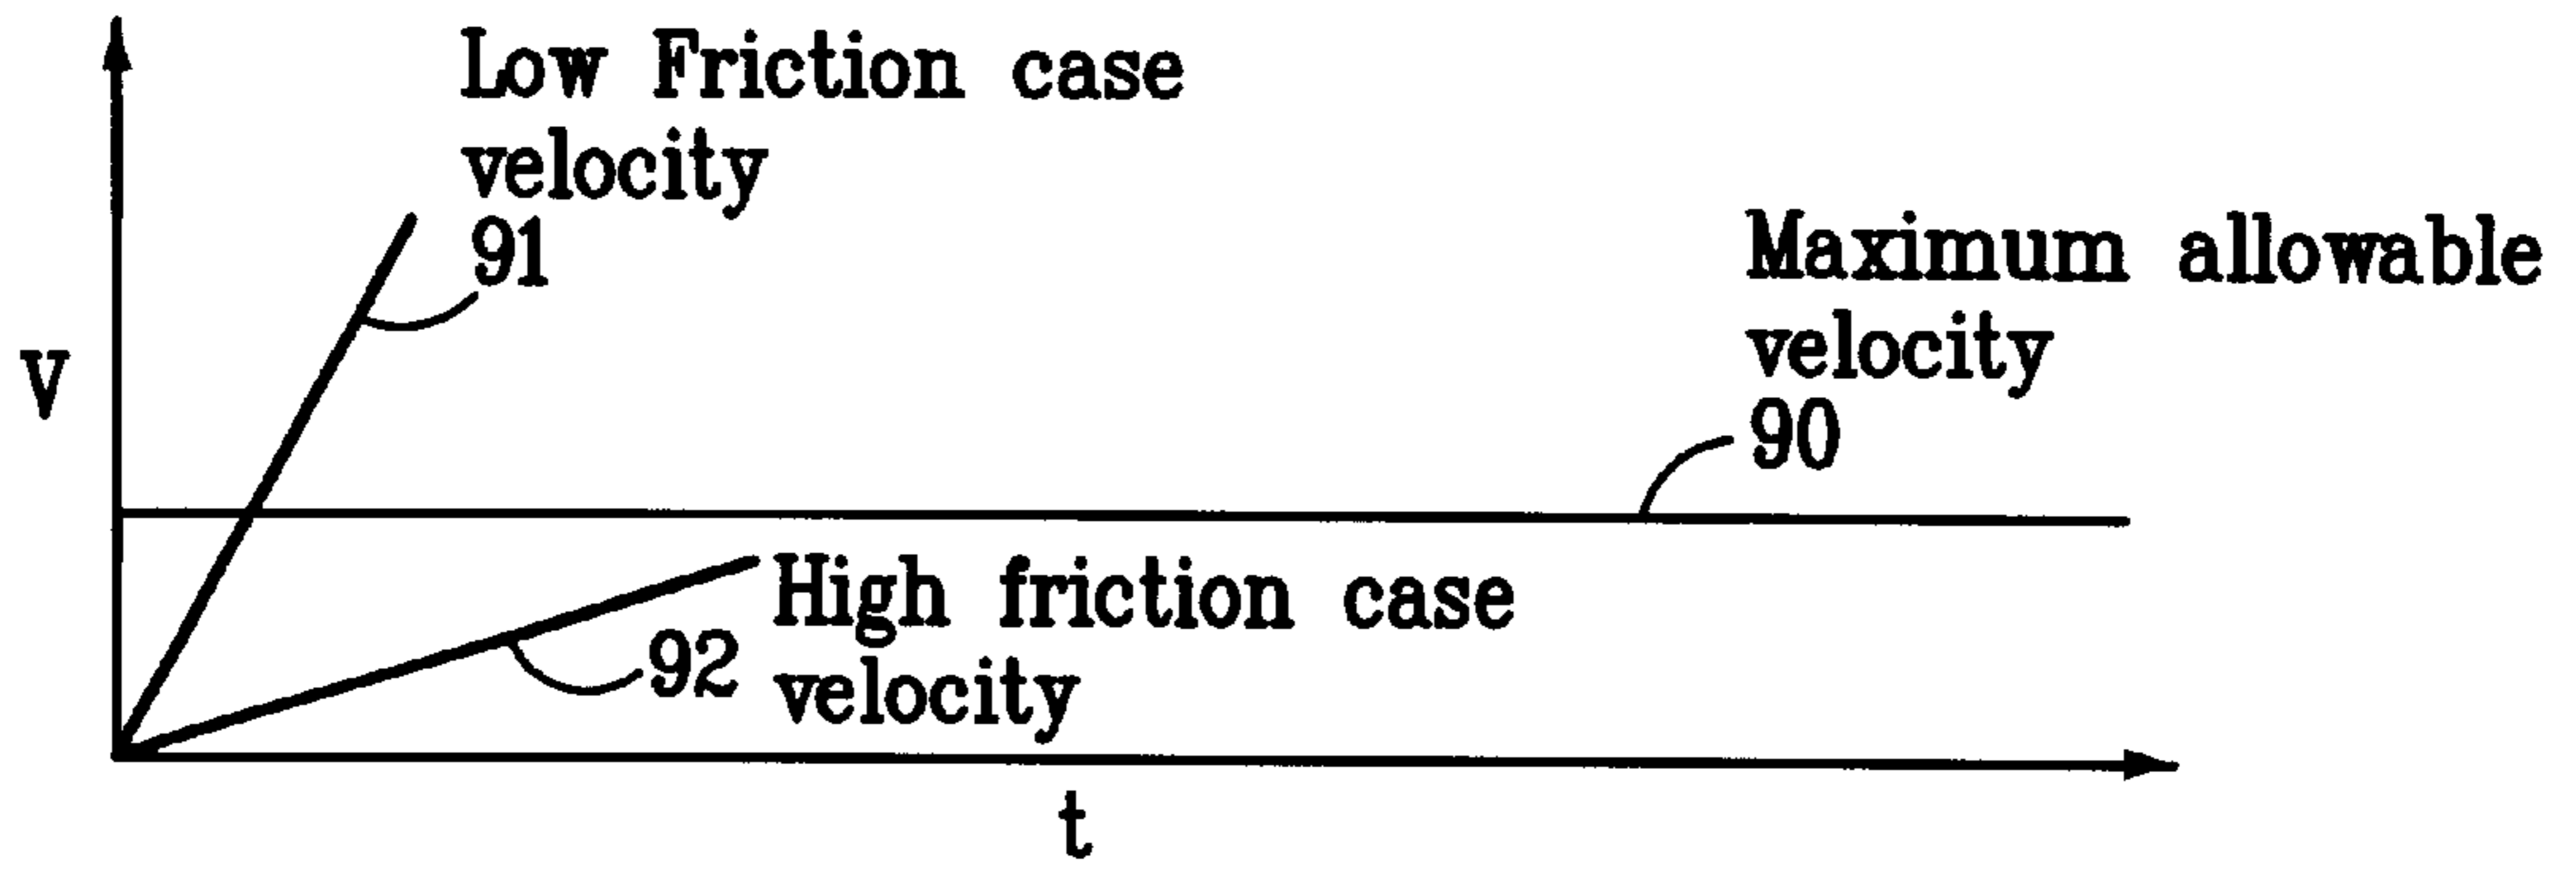 Low Friction case
velocity
91
Maximum allowable
velocity
90
V
High friction case
92 velocity
t